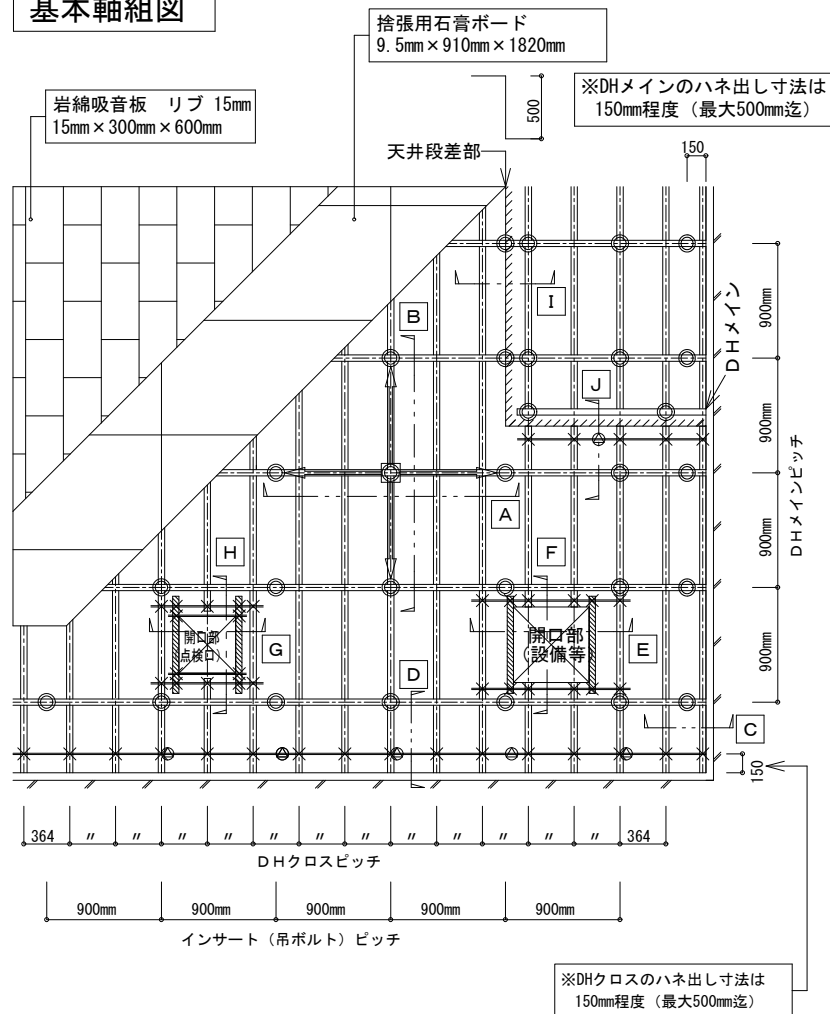 基本軸組図
捨張用石膏ボード
9.5mm×910mm×1820mm
岩綿吸音板　リブ 15mm
15mm×300mm×600mm
※DHメインのハネ出し寸法は
150mm程度（最大500mm迄）
500
天井段差部
150
I
B
DHメイン
J
A
H
F
G
E
D
C
開口部
（点検口）
開口部
（設備等）
900mm
900mm
900mm
900mm
DHメインピッチ
150
364 〃 〃 〃 〃 〃 〃 〃 〃 〃 〃 〃 〃 364
DHクロスピッチ
900mm 900mm 900mm 900mm 900mm
インサート（吊ボルト）ピッチ
※DHクロスのハネ出し寸法は
150mm程度（最大500mm迄）